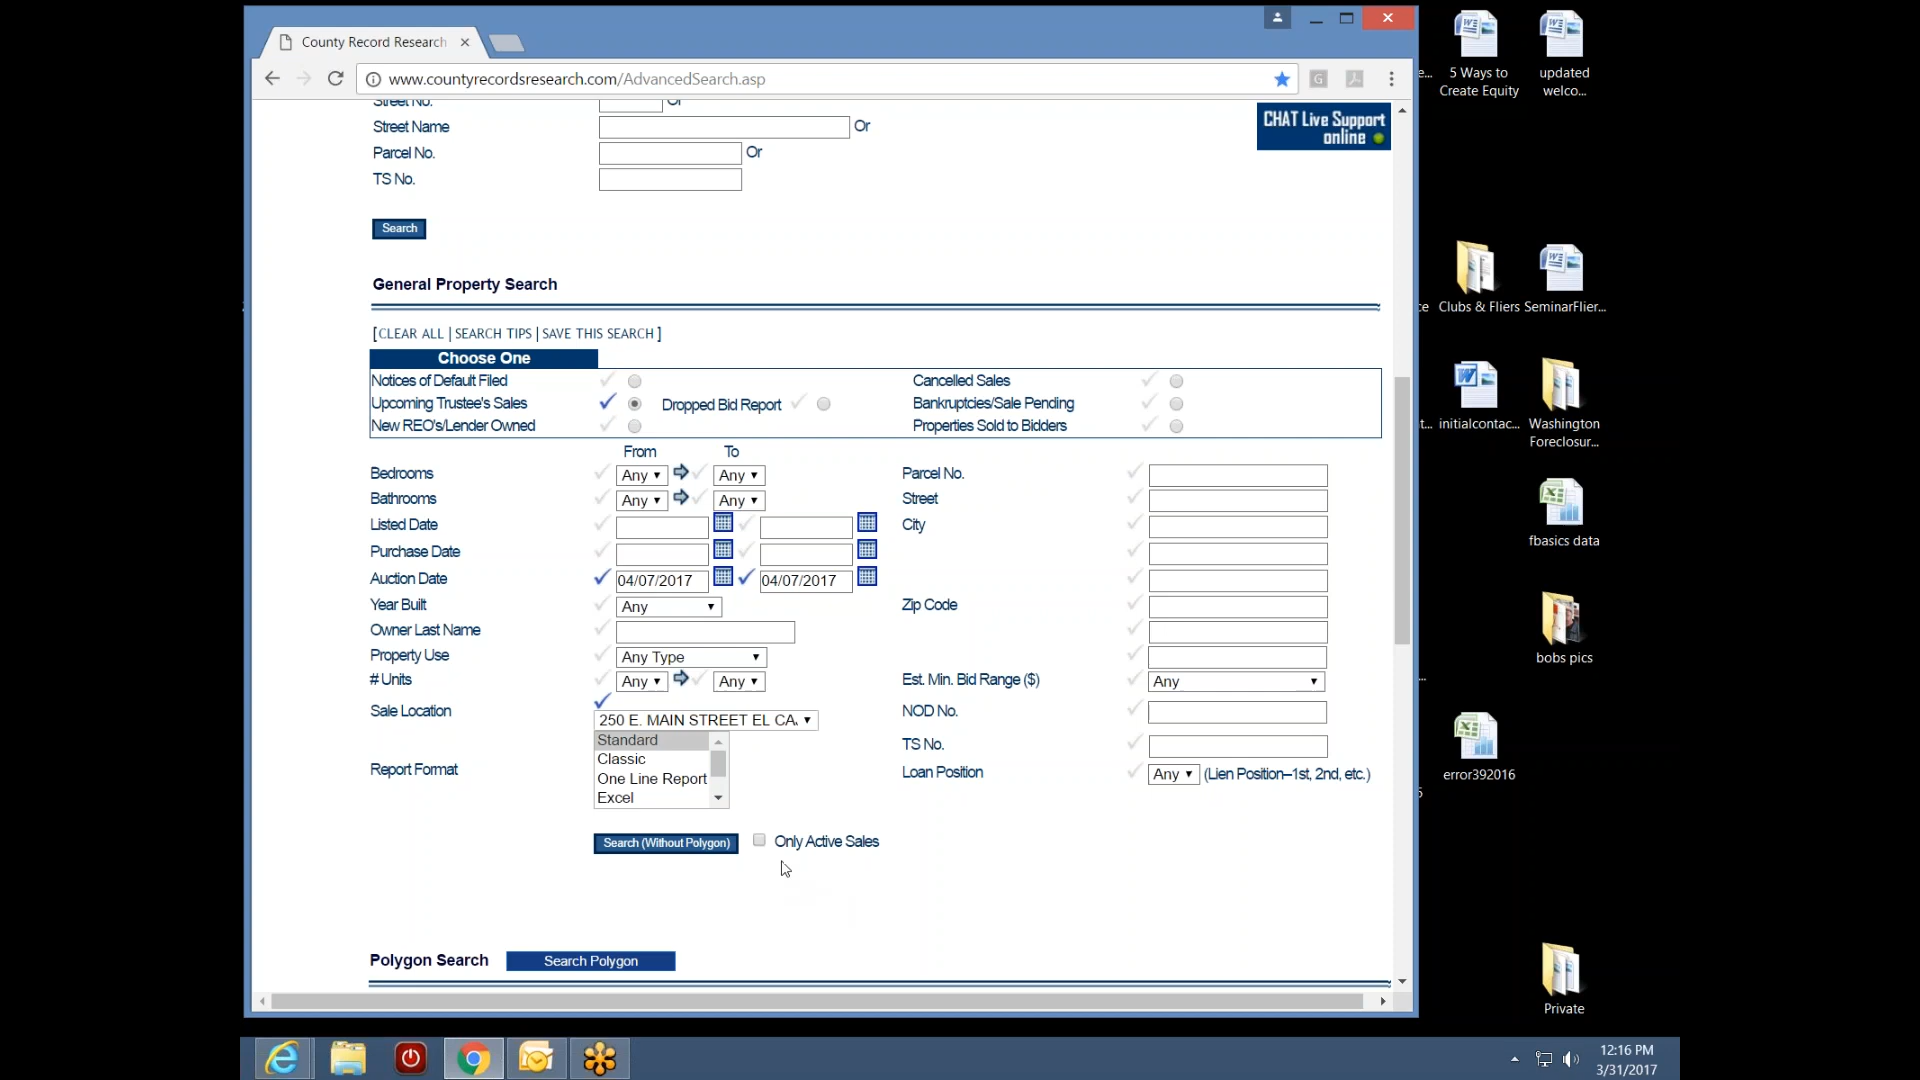 County Record Research
www.countyrecordsresearch.com/AdvancedSearch.asp
Street No. Or
Street Name Or
Parcel No. Or
TS No.
CHAT Live Support
online
Search
General Property Search
[CLEAR ALL | SEARCH TIPS | SAVE THIS SEARCH ]
Choose One
Notices of Default Filed Cancelled Sales
Upcoming Trustee's Sales Dropped Bid Report Bankruptcies/Sale Pending
New REO's/Lender Owned Properties Sold to Bidders
From To
Bedrooms Any Any Parcel No.
Bathrooms Any Any Street
Listed Date City
Purchase Date
Auction Date 04/07/2017 04/07/2017
Year Built Any Zip Code
Owner Last Name
Property Use Any Type
# Units Any Any Est. Min. Bid Range ($) Any
Sale Location 250 E. MAIN STREET EL CA NOD No.
Standard TS No.
Classic
Report Format One Line Report Loan Position Any (Lien Position--1st, 2nd, etc.)
Excel
Search (Without Polygon) Only Active Sales
Polygon Search Search Polygon
5 Ways to
Create Equity
updated
welco...
Clubs & Fliers
SeminarFlier...
initialcontac...
Washington
Foreclosur...
fbasics data
bobs pics
error392016
Private
12:16 PM
3/31/2017